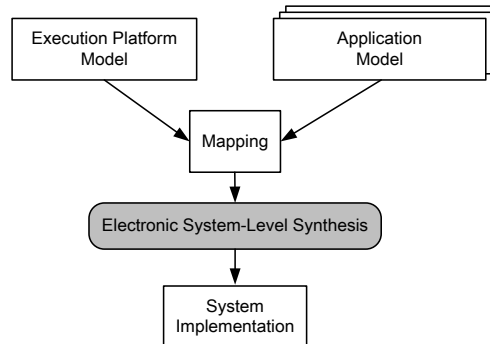 Execution Platform
Model
Application
Model
Mapping
Electronic System-Level Synthesis
System
Implementation